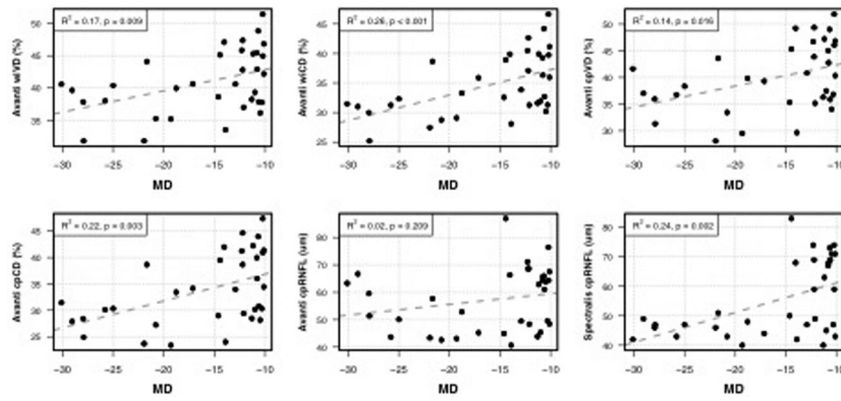 R² = 0.17, p = 0.009
Avanti wiVD (%)
50
45
40
35
−30 −25 −20 −15 −10
MD
R² = 0.26, p < 0.001
Avanti wiCD (%)
45
40
35
30
25
−30 −25 −20 −15 −10
MD
R² = 0.14, p = 0.016
Avanti cpVD (%)
50
45
40
35
30
−30 −25 −20 −15 −10
MD
R² = 0.22, p = 0.003
Avanti cpCD (%)
45
40
35
30
25
−30 −25 −20 −15 −10
MD
R² = 0.02, p = 0.209
Avanti cpRNFL (um)
80
70
60
50
40
−30 −25 −20 −15 −10
MD
R² = 0.24, p = 0.002
Spectralis cpRNFL (um)
80
70
60
50
40
−30 −25 −20 −15 −10
MD